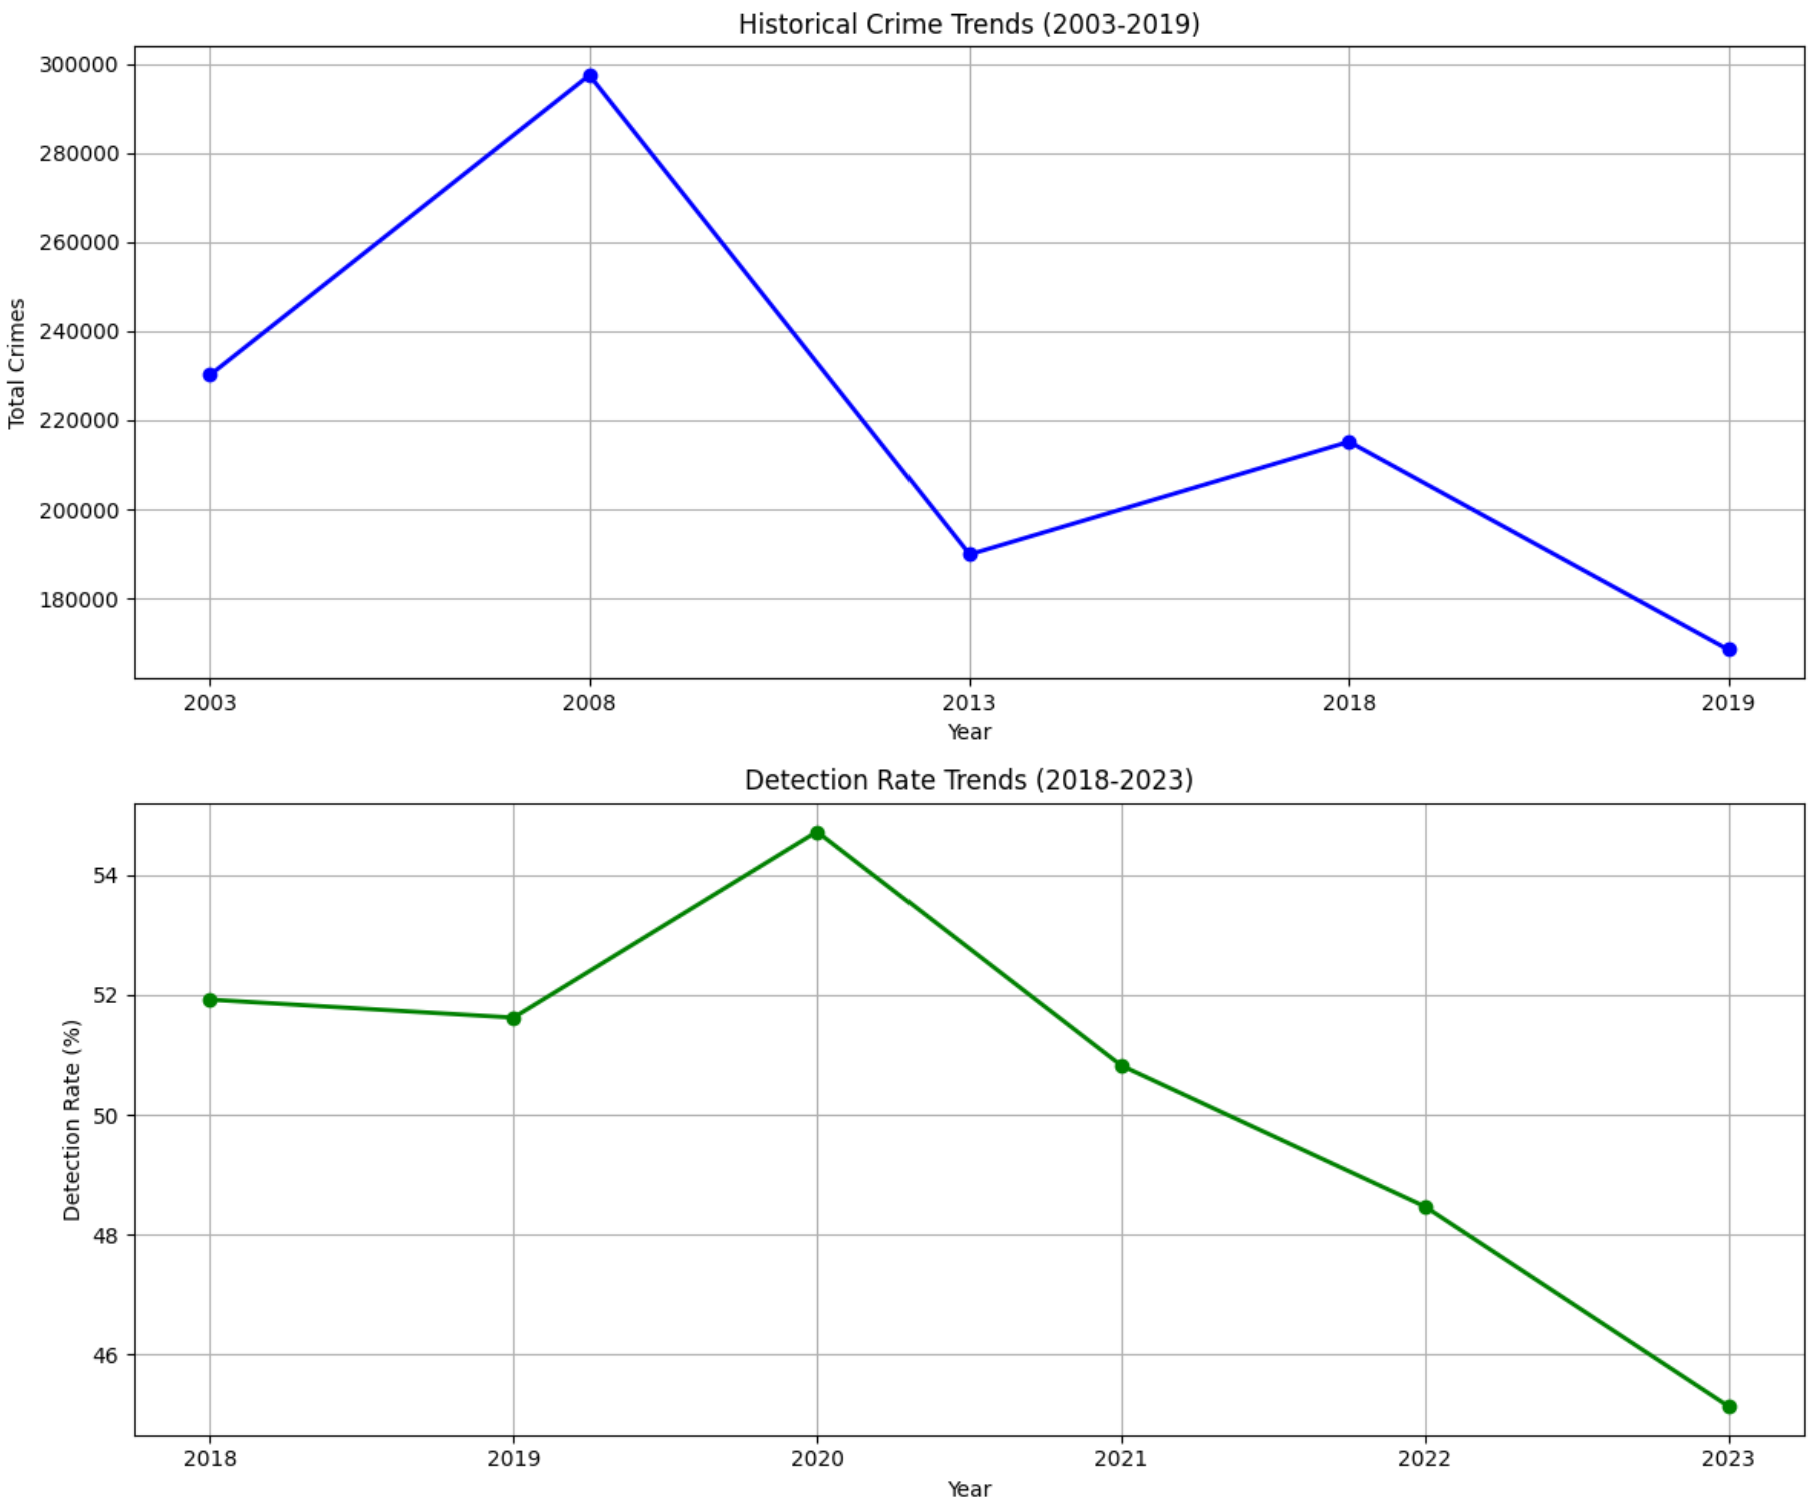 Historical Crime Trends (2003-2019)
300000
280000
260000
240000
220000
200000
180000
Total Crimes
2003 2008 2013 2018 2019
Year
Detection Rate Trends (2018-2023)
54
52
50
48
46
Detection Rate (%)
2018 2019 2020 2021 2022 2023
Year